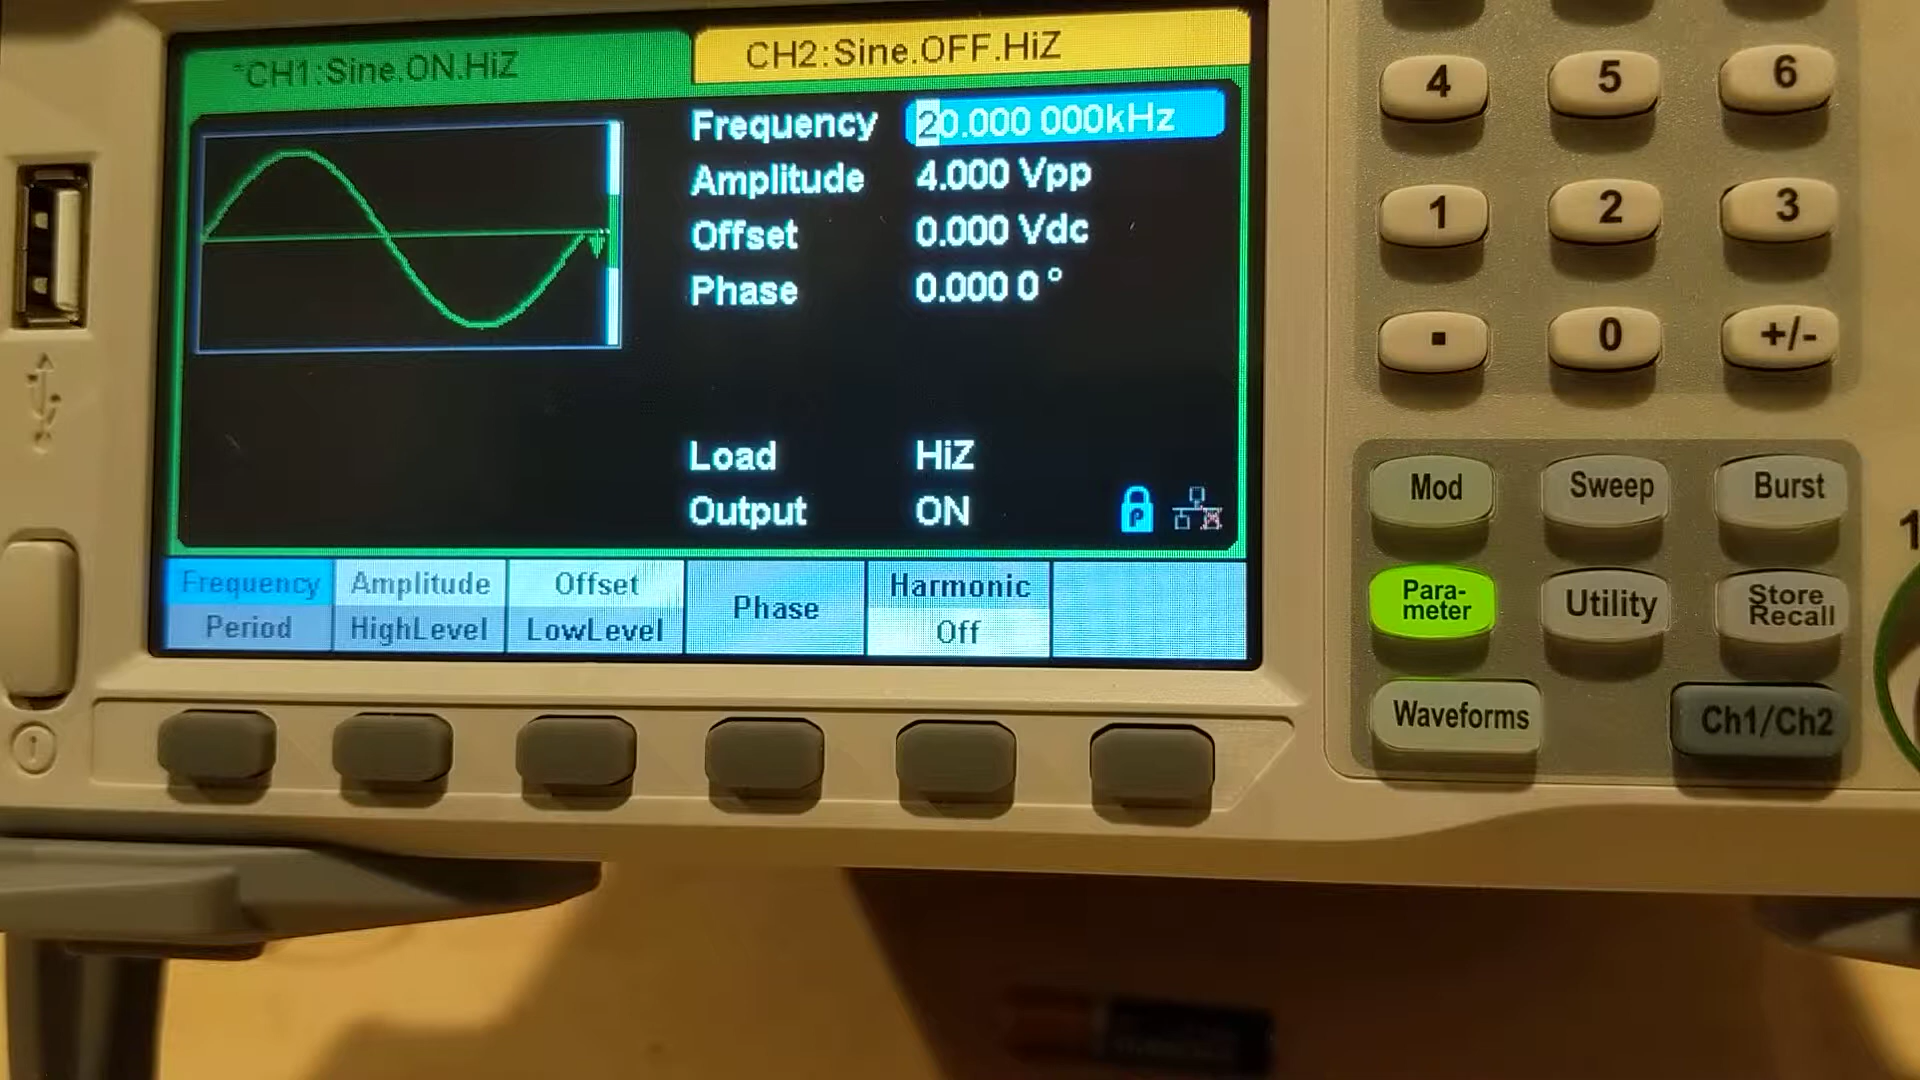 CH1:Sine.ON.HiZ
CH2:Sine.OFF.HiZ
Frequency 20.000 000kHz
Amplitude 4.000 Vpp
Offset 0.000 Vdc
Phase 0.000 0 °
Load HiZ
Output ON
P
Frequency
Period
Amplitude
HighLevel
Offset
LowLevel
Phase
Harmonic
Off
4 5 6
1 2 3
. 0 +/-
Mod Sweep Burst
Para-
meter
Utility
Store
Recall
Waveforms Ch1/Ch2
1